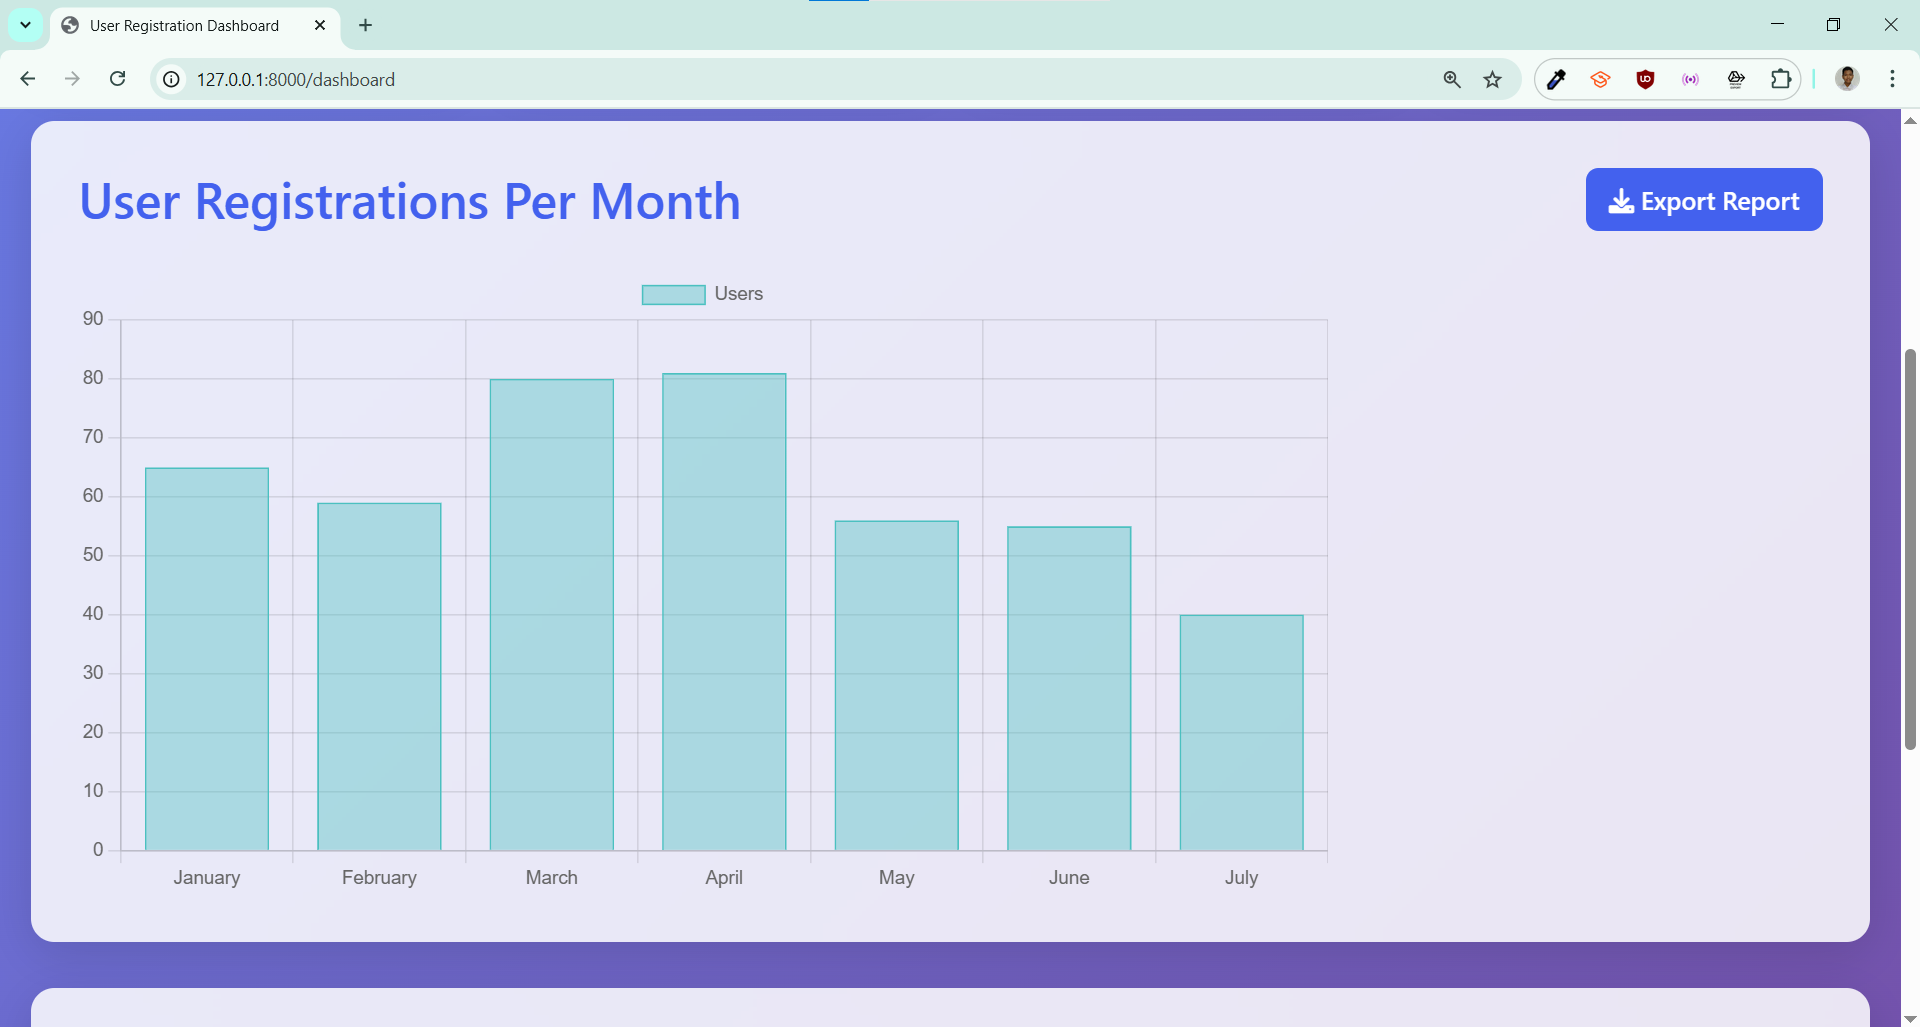 User Registration Dashboard
127.0.0.1:8000/dashboard
User Registrations Per Month
Export Report
Users
90
80
70
60
50
40
30
20
10
0
January February March April May June July